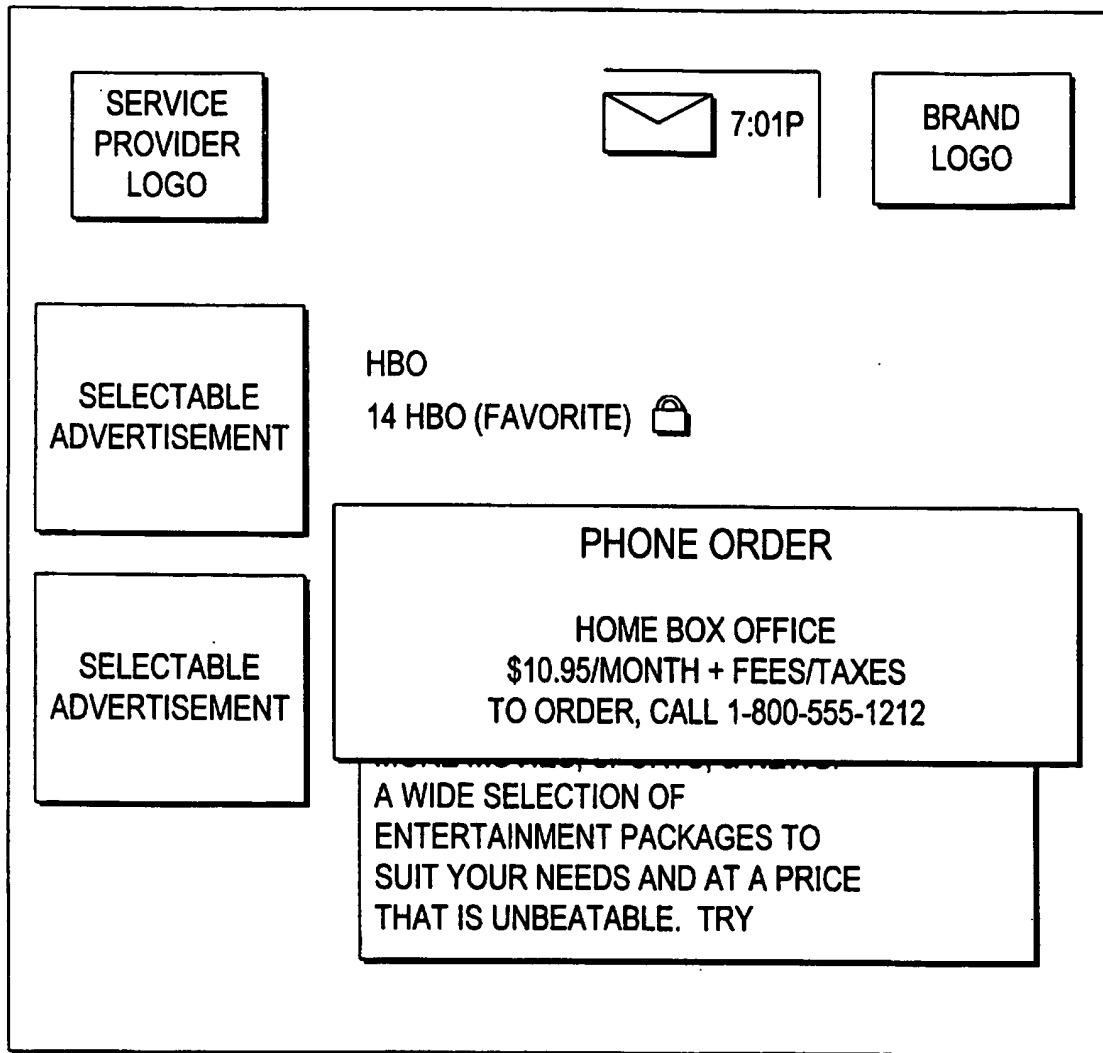 SERVICE
PROVIDER
LOGO
7:01P
BRAND
LOGO
SELECTABLE
ADVERTISEMENT
HBO
14 HBO (FAVORITE)
PHONE ORDER
HOME BOX OFFICE
$10.95/MONTH + FEES/TAXES
TO ORDER, CALL 1-800-555-1212
SELECTABLE
ADVERTISEMENT
A WIDE SELECTION OF
ENTERTAINMENT PACKAGES TO
SUIT YOUR NEEDS AND AT A PRICE
THAT IS UNBEATABLE. TRY